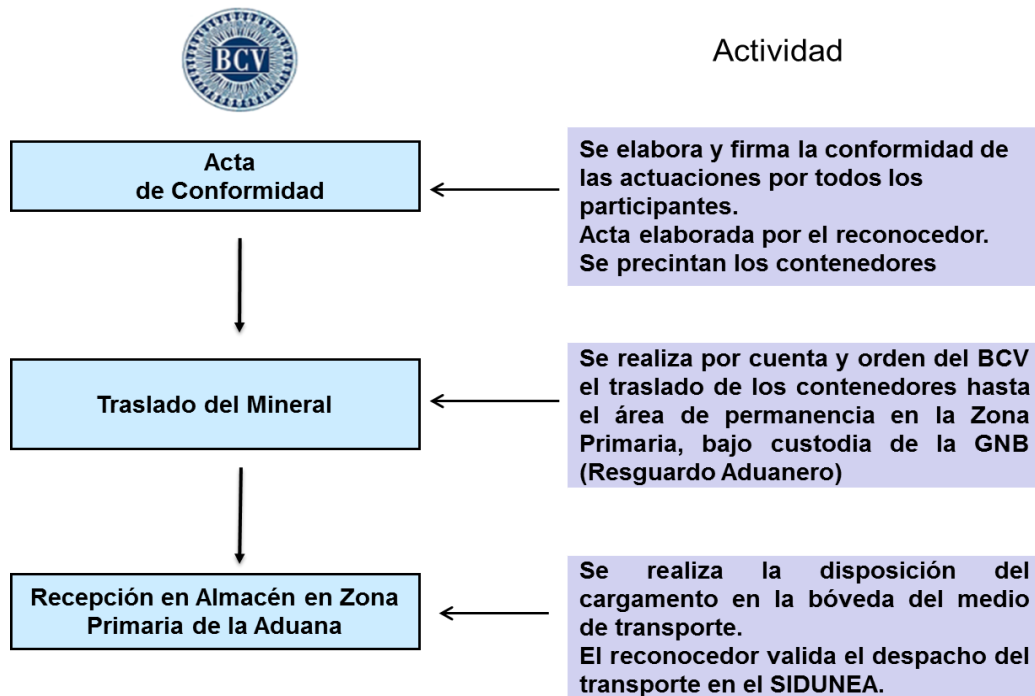 BCV
Actividad
Acta
de Conformidad
Se elabora y firma la conformidad de
las actuaciones por todos los
participantes.
Acta elaborada por el reconocedor.
Se precintan los contenedores
Traslado del Mineral
Se realiza por cuenta y orden del BCV
el traslado de los contenedores hasta
el área de permanencia en la Zona
Primaria, bajo custodia de la GNB
(Resguardo Aduanero)
Recepción en Almacén en Zona
Primaria de la Aduana
Se realiza la disposición del
cargamento en la bóveda del medio
de transporte.
El reconocedor valida el despacho del
transporte en el SIDUNEA.